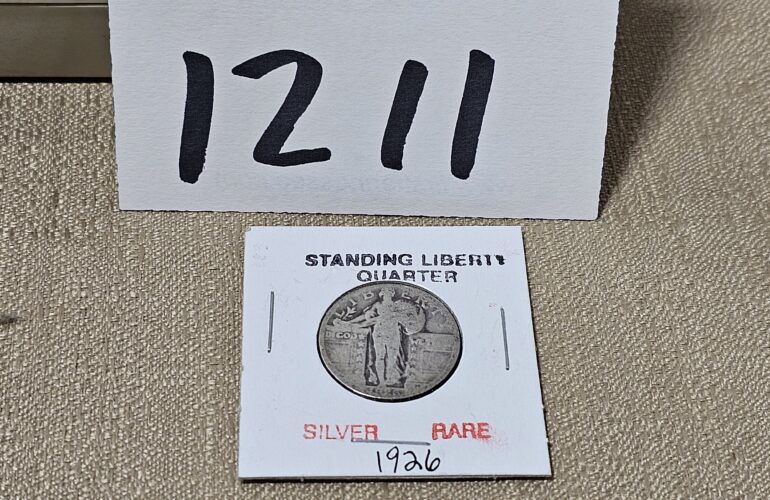 1211
STANDING LIBERTY
QUARTER
LIBERTY
SILVER RARE
1926